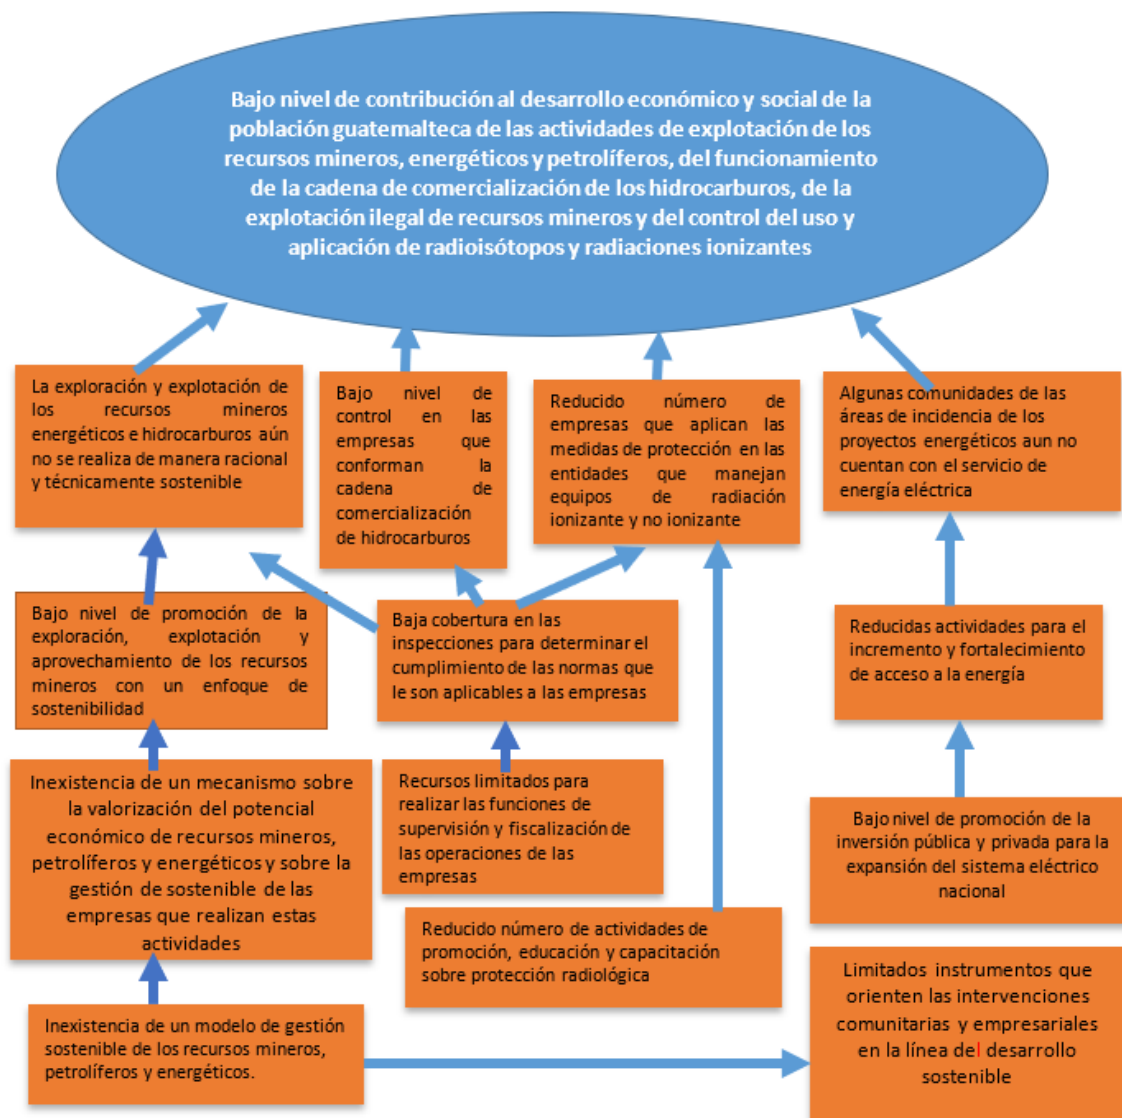 Bajo nivel de contribución al desarrollo económico y social de la
población guatemalteca de las actividades de explotación de los
recursos mineros, energéticos y petrolíferos, del funcionamiento
de la cadena de comercialización de los hidrocarburos, de la
explotación ilegal de recursos mineros y del control del uso y
aplicación de radioisótopos y radiaciones ionizantes
La exploración y explotación de
los recursos mineros
energéticos e hidrocarburos aún
no se realiza de manera racional
y técnicamente sostenible
Bajo nivel de
control en las
empresas que
conforman la
cadena de
comercialización
de hidrocarburos
Reducido número de
empresas que aplican las
medidas de protección en las
entidades que manejan
equipos de radiación
ionizante y no ionizante
Algunas comunidades de las
áreas de incidencia de los
proyectos energéticos aun no
cuentan con el servicio de
energía eléctrica
Bajo nivel de promoción de la
exploración, explotación y
aprovechamiento de los recursos
mineros con un enfoque de
sostenibilidad
Baja cobertura en las
inspecciones para determinar el
cumplimiento de las normas que
le son aplicables a las empresas
Reducidas actividades para el
incremento y fortalecimiento
de acceso a la energía
Inexistencia de un mecanismo sobre
la valorización del potencial
económico de recursos mineros,
petrolíferos y energéticos y sobre la
gestión de sostenible de las
empresas que realizan estas
actividades
Recursos limitados para
realizar las funciones de
supervisión y fiscalización de
las operaciones de las
empresas
Bajo nivel de promoción de la
inversión pública y privada para la
expansión del sistema eléctrico
nacional
Reducido número de actividades de
promoción, educación y capacitación
sobre protección radiológica
Limitados instrumentos que
orienten las intervenciones
comunitarias y empresariales
en la línea del desarrollo
sostenible
Inexistencia de un modelo de gestión
sostenible de los recursos mineros,
petrolíferos y energéticos.